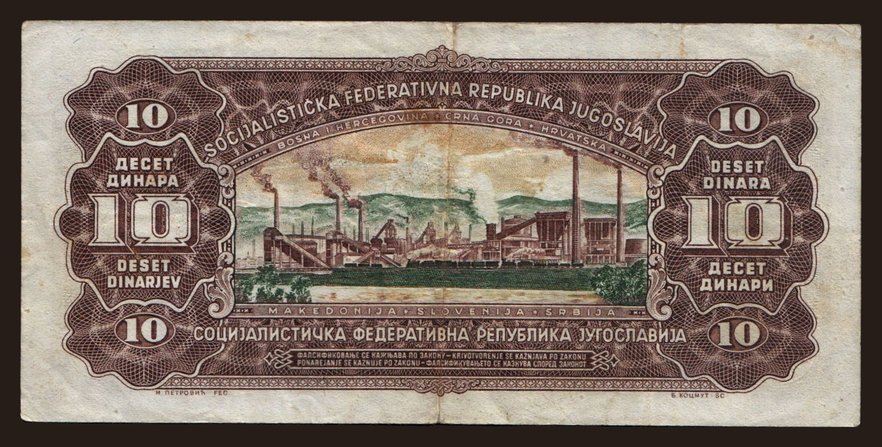 SOCIJALISTIČKA FEDERATIVNA REPUBLIKA JUGOSLAVIJA
BOSNA I HERCEGOVINA · CRNA GORA · HRVATSKA
10
10
ДЕСЕТ
ДИНАРА
10
DESET
DINARJEV
10
DESET
DINARA
10
ДЕСЕТ
ДИНАРИ
10
MAKEDONIJA · SLOVENIJA · SRBIJA
СОЦИЈАЛИСТИЧКА ФЕДЕРАТИВНА РЕПУБЛИКА ЈУГОСЛАВИЈА
ФАЛСИФИКОВАЊЕ СЕ КАЖЊАВА ПО ЗАКОНУ – KRIVOTVORENJE SE KAŽNJAVA PO ZAKONU
PONAREJANJE SE KAZNUJE PO ZAKONU – ФАЛСИФИКУВАЊЕТО СЕ КАЗНУВА СПОРЕД ЗАКОНОТ
М. ПЕТРОВИЋ FEC.
Б. КОЦМУТ SC